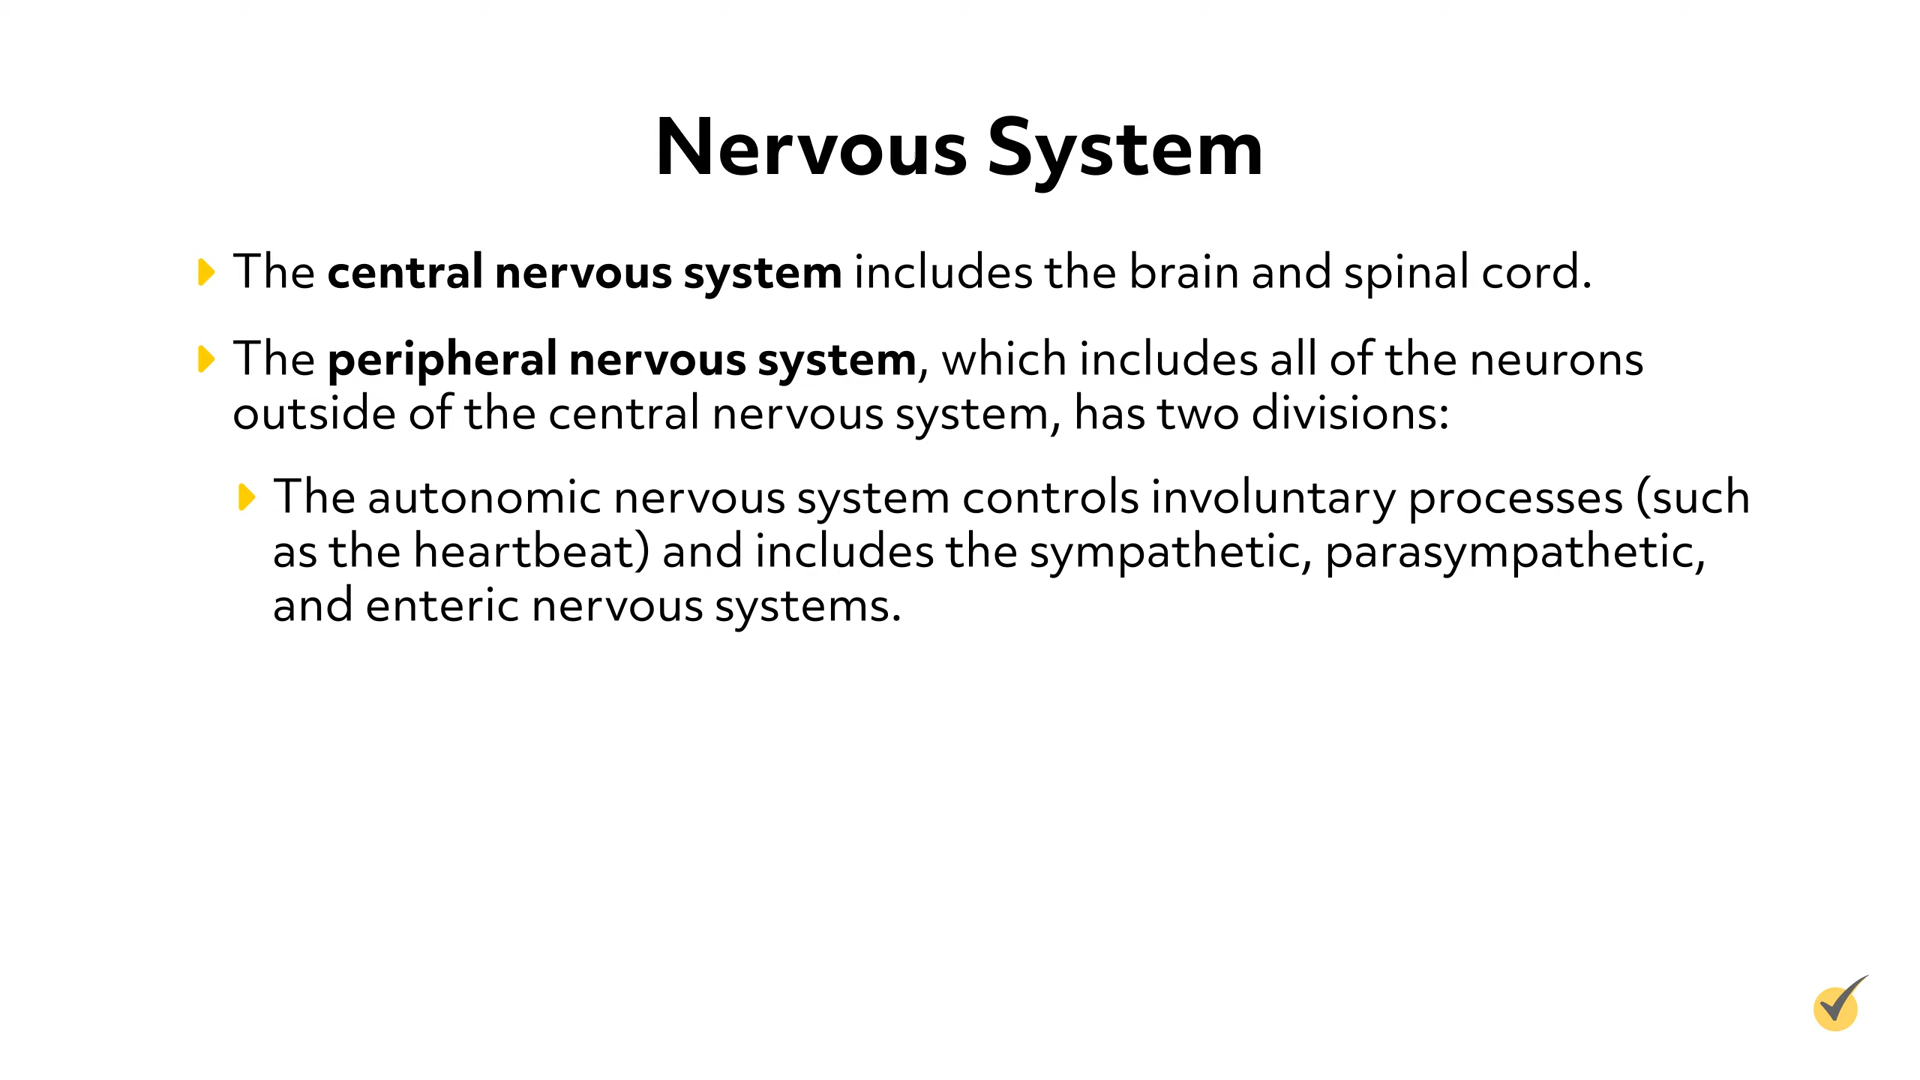 Nervous System
The central nervous system includes the brain and spinal cord.
The peripheral nervous system, which includes all of the neurons
outside of the central nervous system, has two divisions:
The autonomic nervous system controls involuntary processes (such
as the heartbeat) and includes the sympathetic, parasympathetic,
and enteric nervous systems.